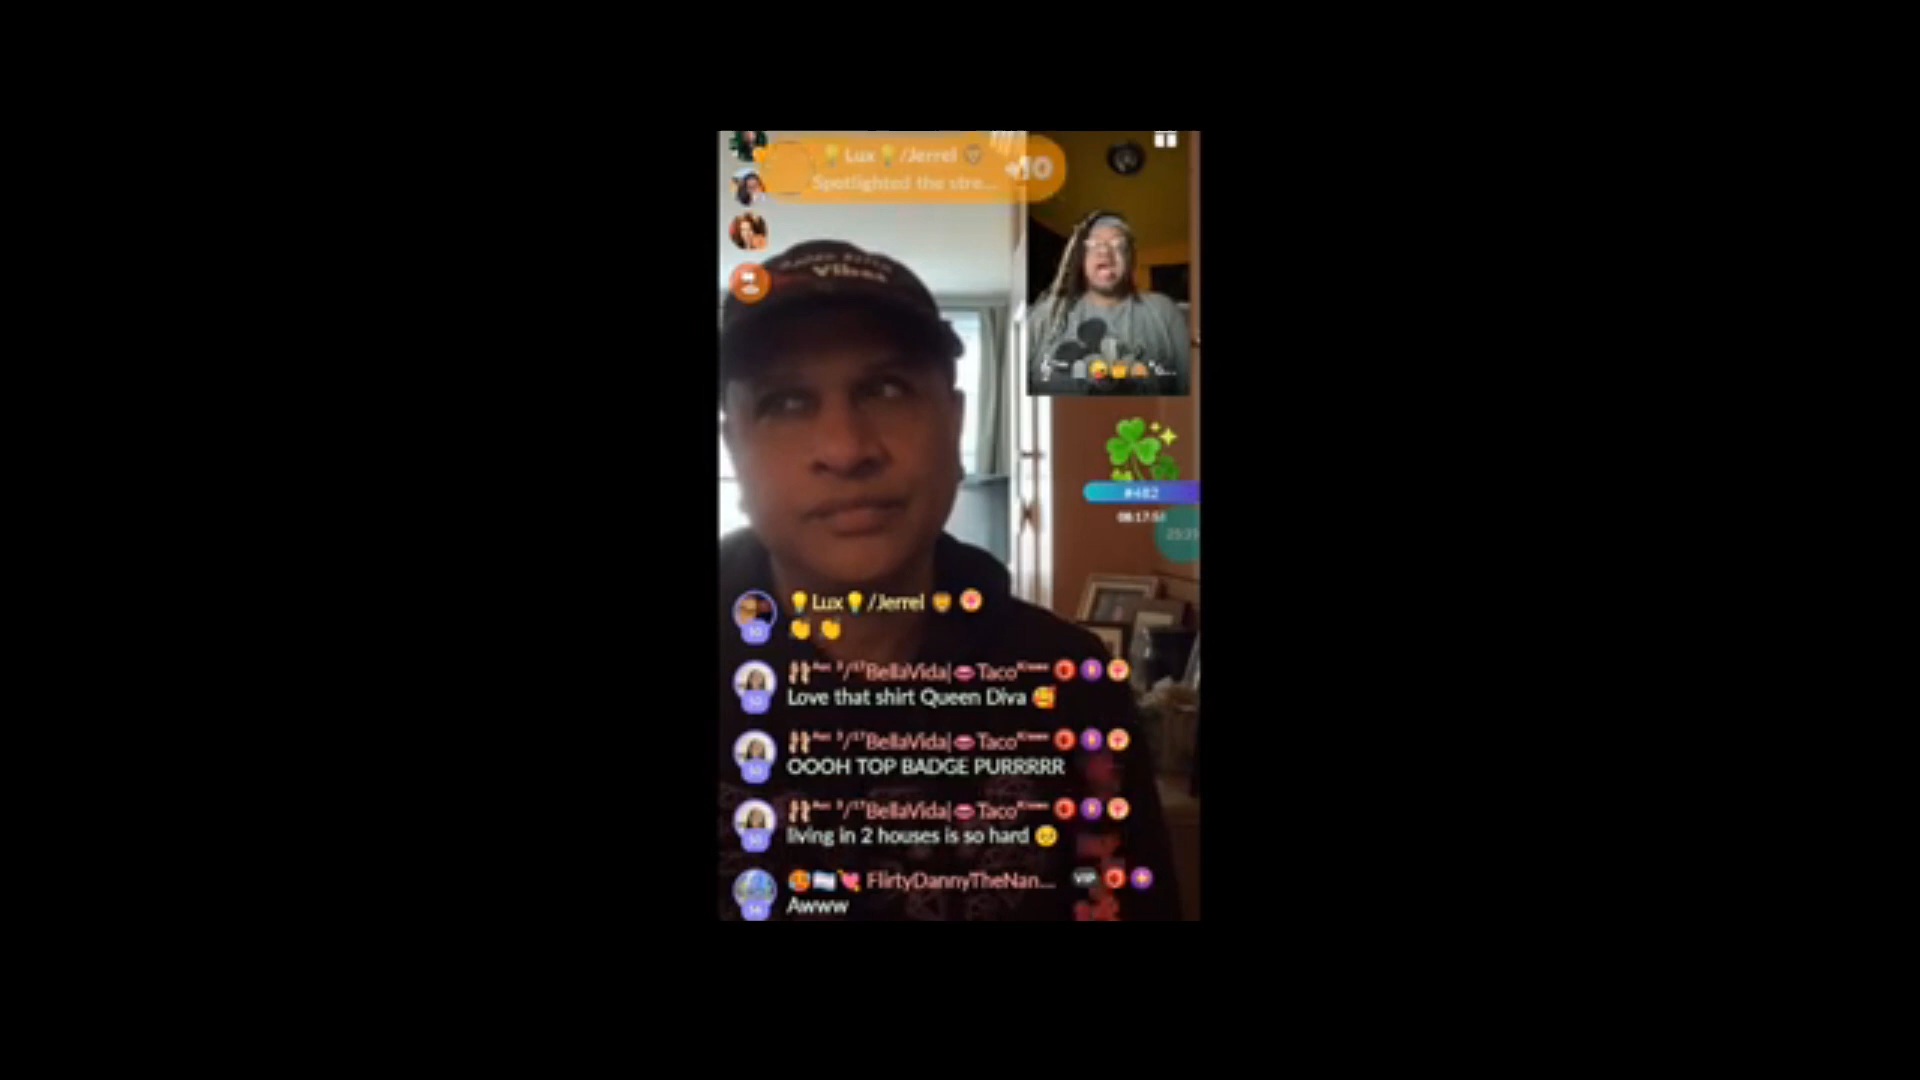 Lux /Jerrel
Spotlighted the stre...
Vibes
#482
Lux /Jerrel
BellaVida| Taco
Love that shirt Queen Diva
BellaVida| Taco
OOOH TOP BADGE PURRRRR
BellaVida| Taco
living in 2 houses is so hard
FlirtyDannyTheNan... VIP
Awww